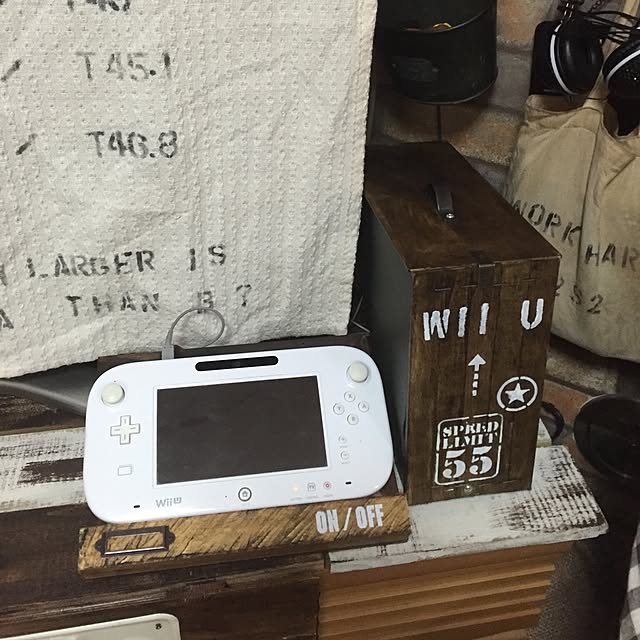 T45.1
T46.8
LARGER IS
A THAN B ?
WORK HAR
WII U
SPEED
LIMIT
55
Wii U
ON / OFF